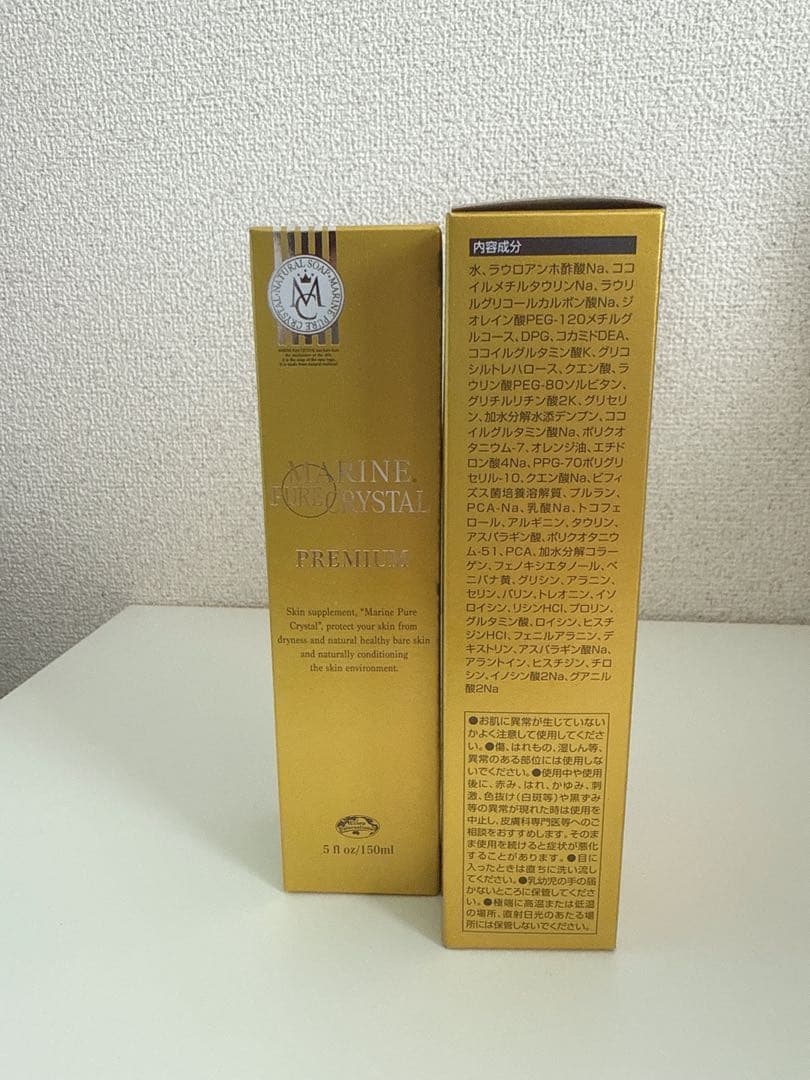 NATURAL SOAP・MARINE PURE CRYSTAL
MC
MARINE
PURE CRYSTAL
PREMIUM
Skin supplement, "Marine Pure
Crystal", protect your skin from
dryness and natural healthy bare skin
and naturally conditioning
the skin environment.
5 fl oz/150ml
内容成分
水、ラウロアンホ酢酸Na、ココ
イルメチルタウリンNa、ラウリ
ルグリコールカルボン酸Na、ジ
オレイン酸PEG-120メチルグ
ルコース、DPG、コカミドDEA、
ココイルグルタミン酸K、グリコ
シルトレハロース、クエン酸、ラ
ウリン酸PEG-80ソルビタン、
グリチルリチン酸2K、グリセリ
ン、加水分解水添デンプン、ココ
イルグルタミン酸Na、ポリクオ
タニウム-7、オレンジ油、エチド
ロン酸4Na、PPG-70ポリグリ
セリル-10、クエン酸Na、ビフィ
ズス菌培養溶解質、プルラン、
PCA-Na、乳酸Na、トコフェ
ロール、アルギニン、タウリン、
アスパラギン酸、ポリクオタニウ
ム-51、PCA、加水分解コラー
ゲン、フェノキシエタノール、ベ
ニバナ黄、グリシン、アラニン、
セリン、バリン、トレオニン、イソ
ロイシン、リシンHCl、プロリン、
グルタミン酸、ロイシン、ヒスチ
ジンHCl、フェニルアラニン、デ
キストリン、アスパラギン酸Na、
アラントイン、ヒスチジン、チロ
シン、イノシン酸2Na、グアニル
酸2Na
●お肌に異常が生じていない
かよく注意して使用してくださ
い。●傷、はれもの、湿しん等、
異常のある部位には使用しな
いでください。●使用中や使用
後に、赤み、はれ、かゆみ、刺
激、色抜け(白斑等)や黒ずみ
等の異常が現れた時は使用を
中止し、皮膚科専門医等へのご
相談をおすすめします。そのま
ま使用を続けると症状が悪化
することがあります。●目に
入ったときは直ちに洗い流し
てください。●乳幼児の手の届
かないところに保管してくださ
い。●極端に高温または低温
の場所、直射日光のあたる場
所には保管しないでください。